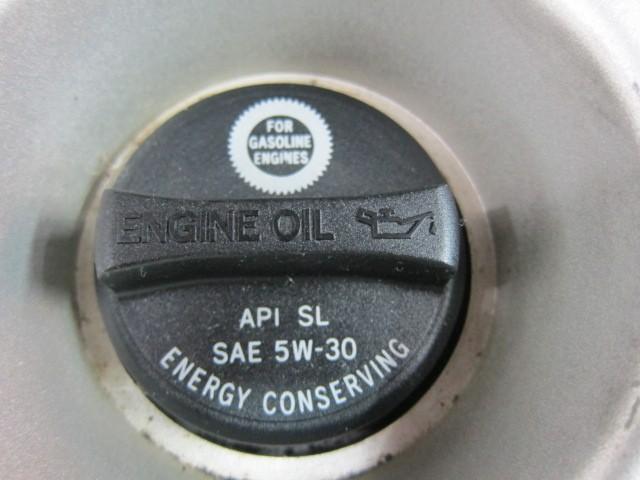 FOR
GASOLINE
ENGINES
ENGINE OIL
API SL
SAE 5W-30
ENERGY CONSERVING